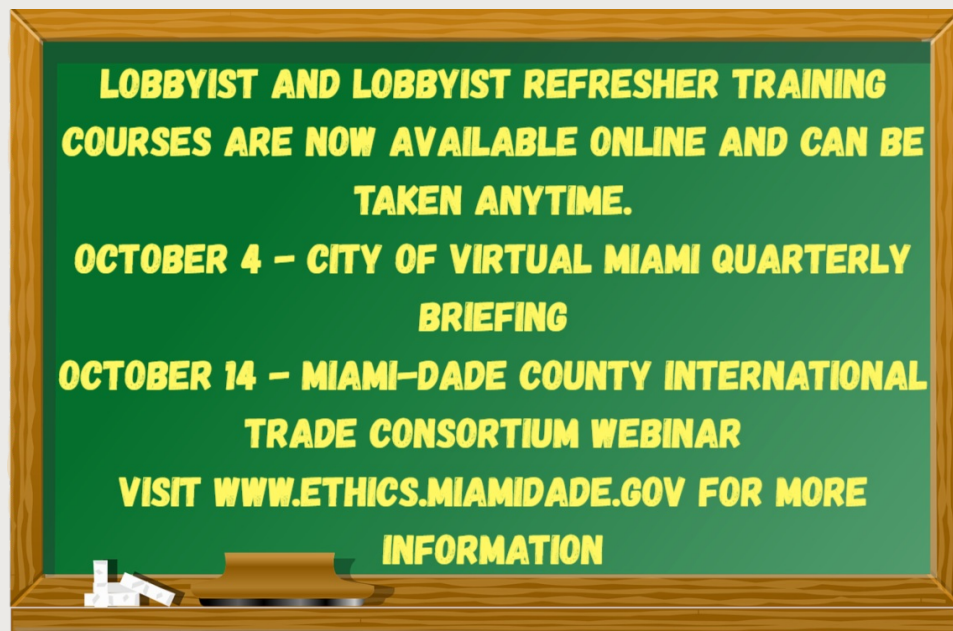 LOBBYIST AND LOBBYIST REFRESHER TRAINING
COURSES ARE NOW AVAILABLE ONLINE AND CAN BE
TAKEN ANYTIME.
OCTOBER 4 – CITY OF VIRTUAL MIAMI QUARTERLY
BRIEFING
OCTOBER 14 – MIAMI-DADE COUNTY INTERNATIONAL
TRADE CONSORTIUM WEBINAR
VISIT WWW.ETHICS.MIAMIDADE.GOV FOR MORE
INFORMATION